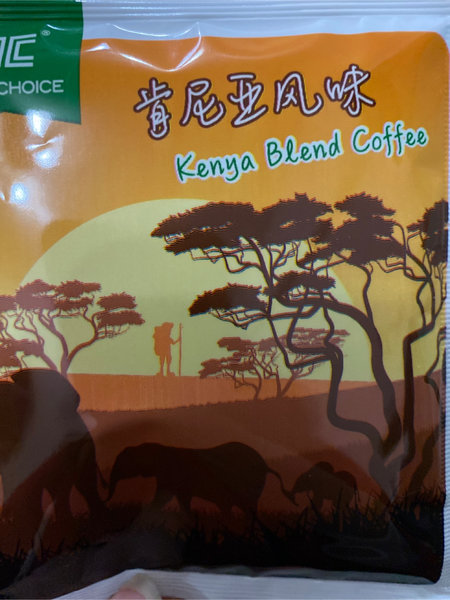 CHOICE
肯尼亚风味
Kenya Blend Coffee